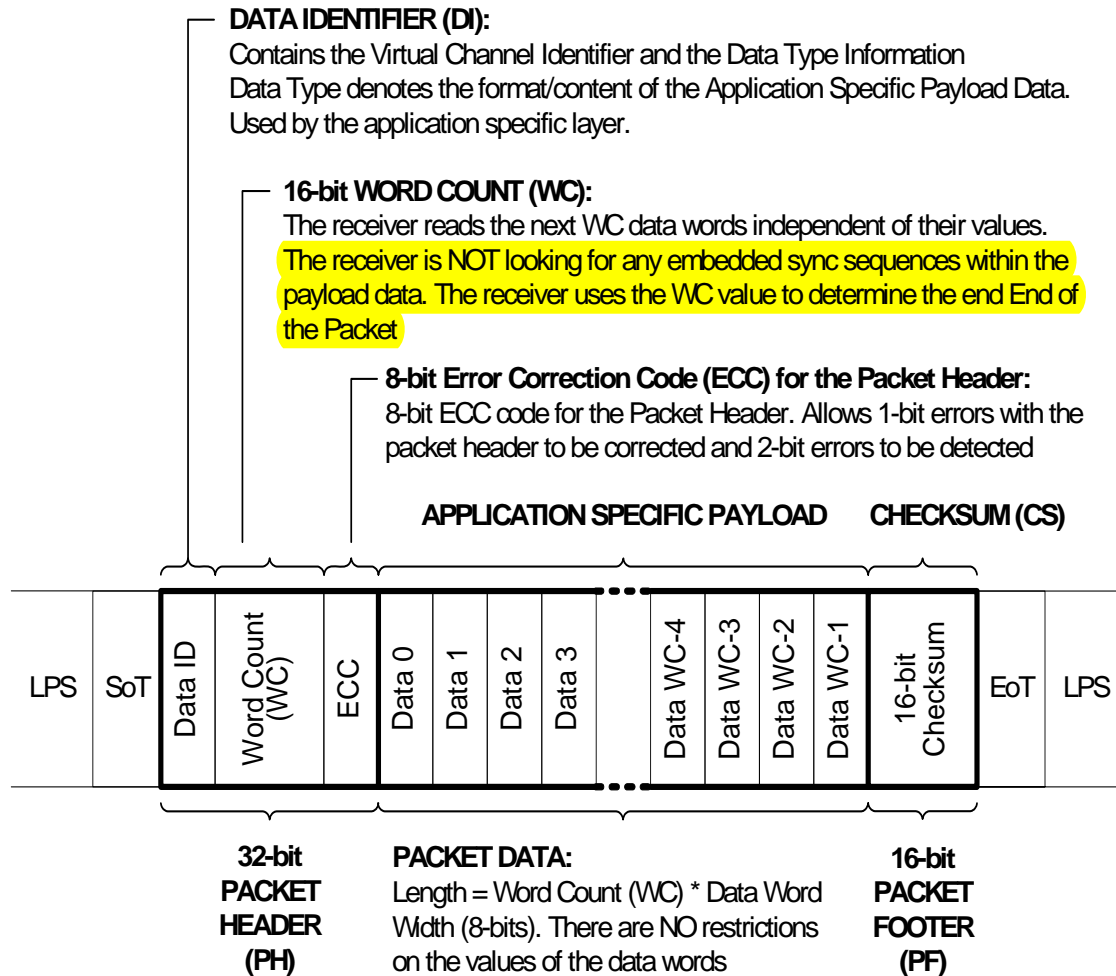 DATA IDENTIFIER (DI):
Contains the Virtual Channel Identifier and the Data Type Information
Data Type denotes the format/content of the Application Specific Payload Data.
Used by the application specific layer.
16-bit WORD COUNT (WC):
The receiver reads the next WC data words independent of their values.
The receiver is NOT looking for any embedded sync sequences within the
payload data. The receiver uses the WC value to determine the end End of
the Packet
8-bit Error Correction Code (ECC) for the Packet Header:
8-bit ECC code for the Packet Header. Allows 1-bit errors with the
packet header to be corrected and 2-bit errors to be detected
APPLICATION SPECIFIC PAYLOAD
CHECKSUM (CS)
LPS
SoT
Data ID
Word Count
(WC)
ECC
Data 0
Data 1
Data 2
Data 3
Data WC-4
Data WC-3
Data WC-2
Data WC-1
16-bit
Checksum
EoT
LPS
32-bit
PACKET
HEADER
(PH)
PACKET DATA:
Length = Word Count (WC) * Data Word
Width (8-bits). There are NO restrictions
on the values of the data words
16-bit
PACKET
FOOTER
(PF)